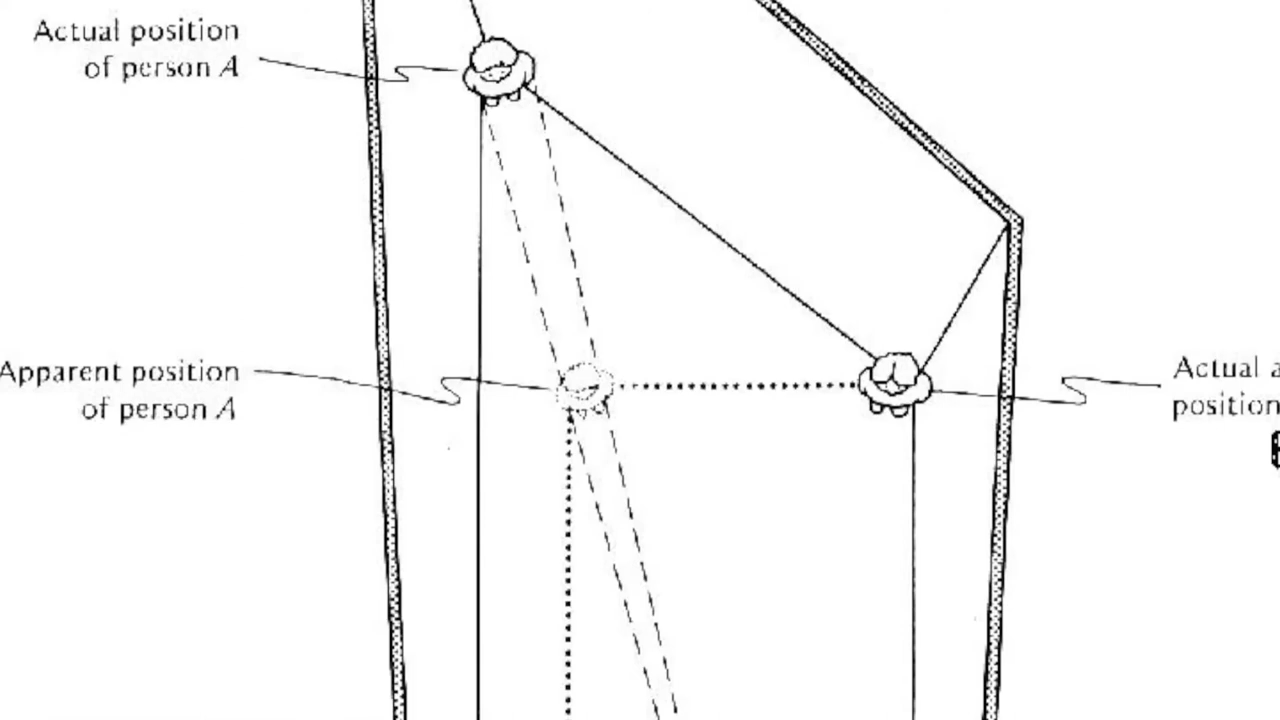 Actual position
of person A
Apparent position
of person A
Actual a
position